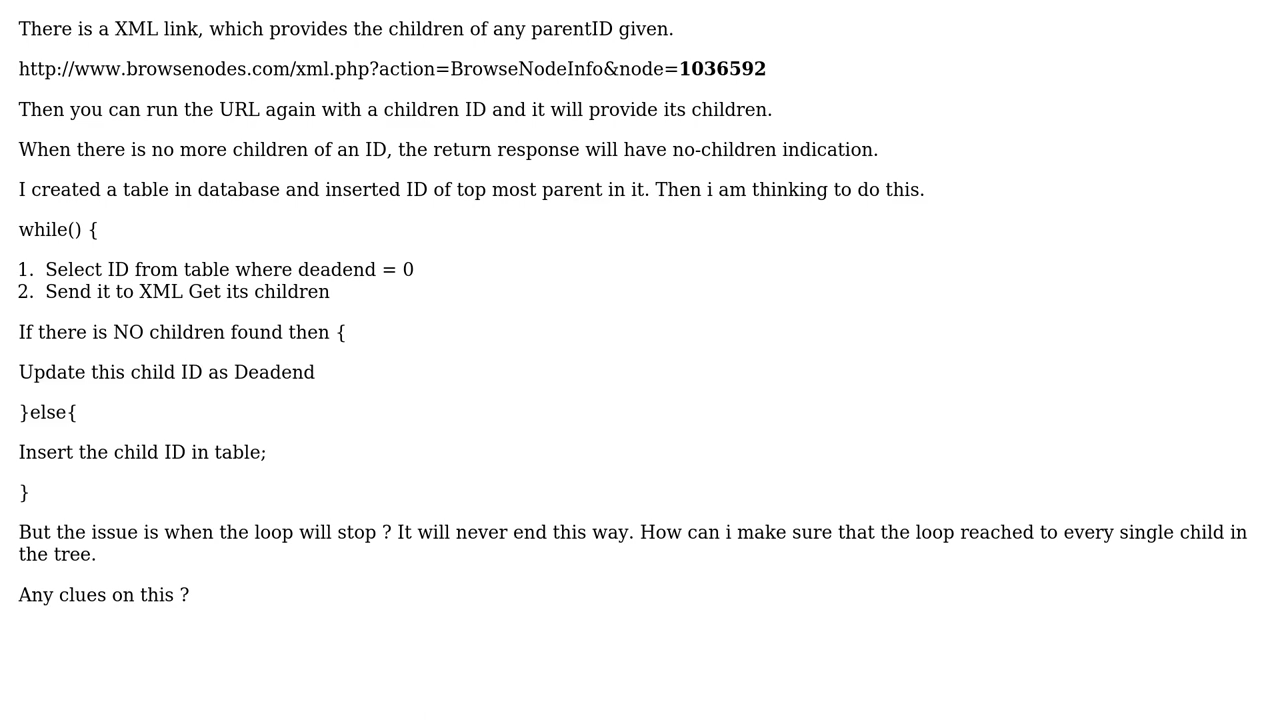 There is a XML link, which provides the children of any parentID given.
http://www.browsenodes.com/xml.php?action=BrowseNodeInfo&node=1036592
Then you can run the URL again with a children ID and it will provide its children.
When there is no more children of an ID, the return response will have no-children indication.
I created a table in database and inserted ID of top most parent in it. Then i am thinking to do this.
while() {
1. Select ID from table where deadend = 0
2. Send it to XML Get its children
If there is NO children found then {
Update this child ID as Deadend
}else{
Insert the child ID in table;
}
But the issue is when the loop will stop ? It will never end this way. How can i make sure that the loop reached to every single child in
the tree.
Any clues on this ?